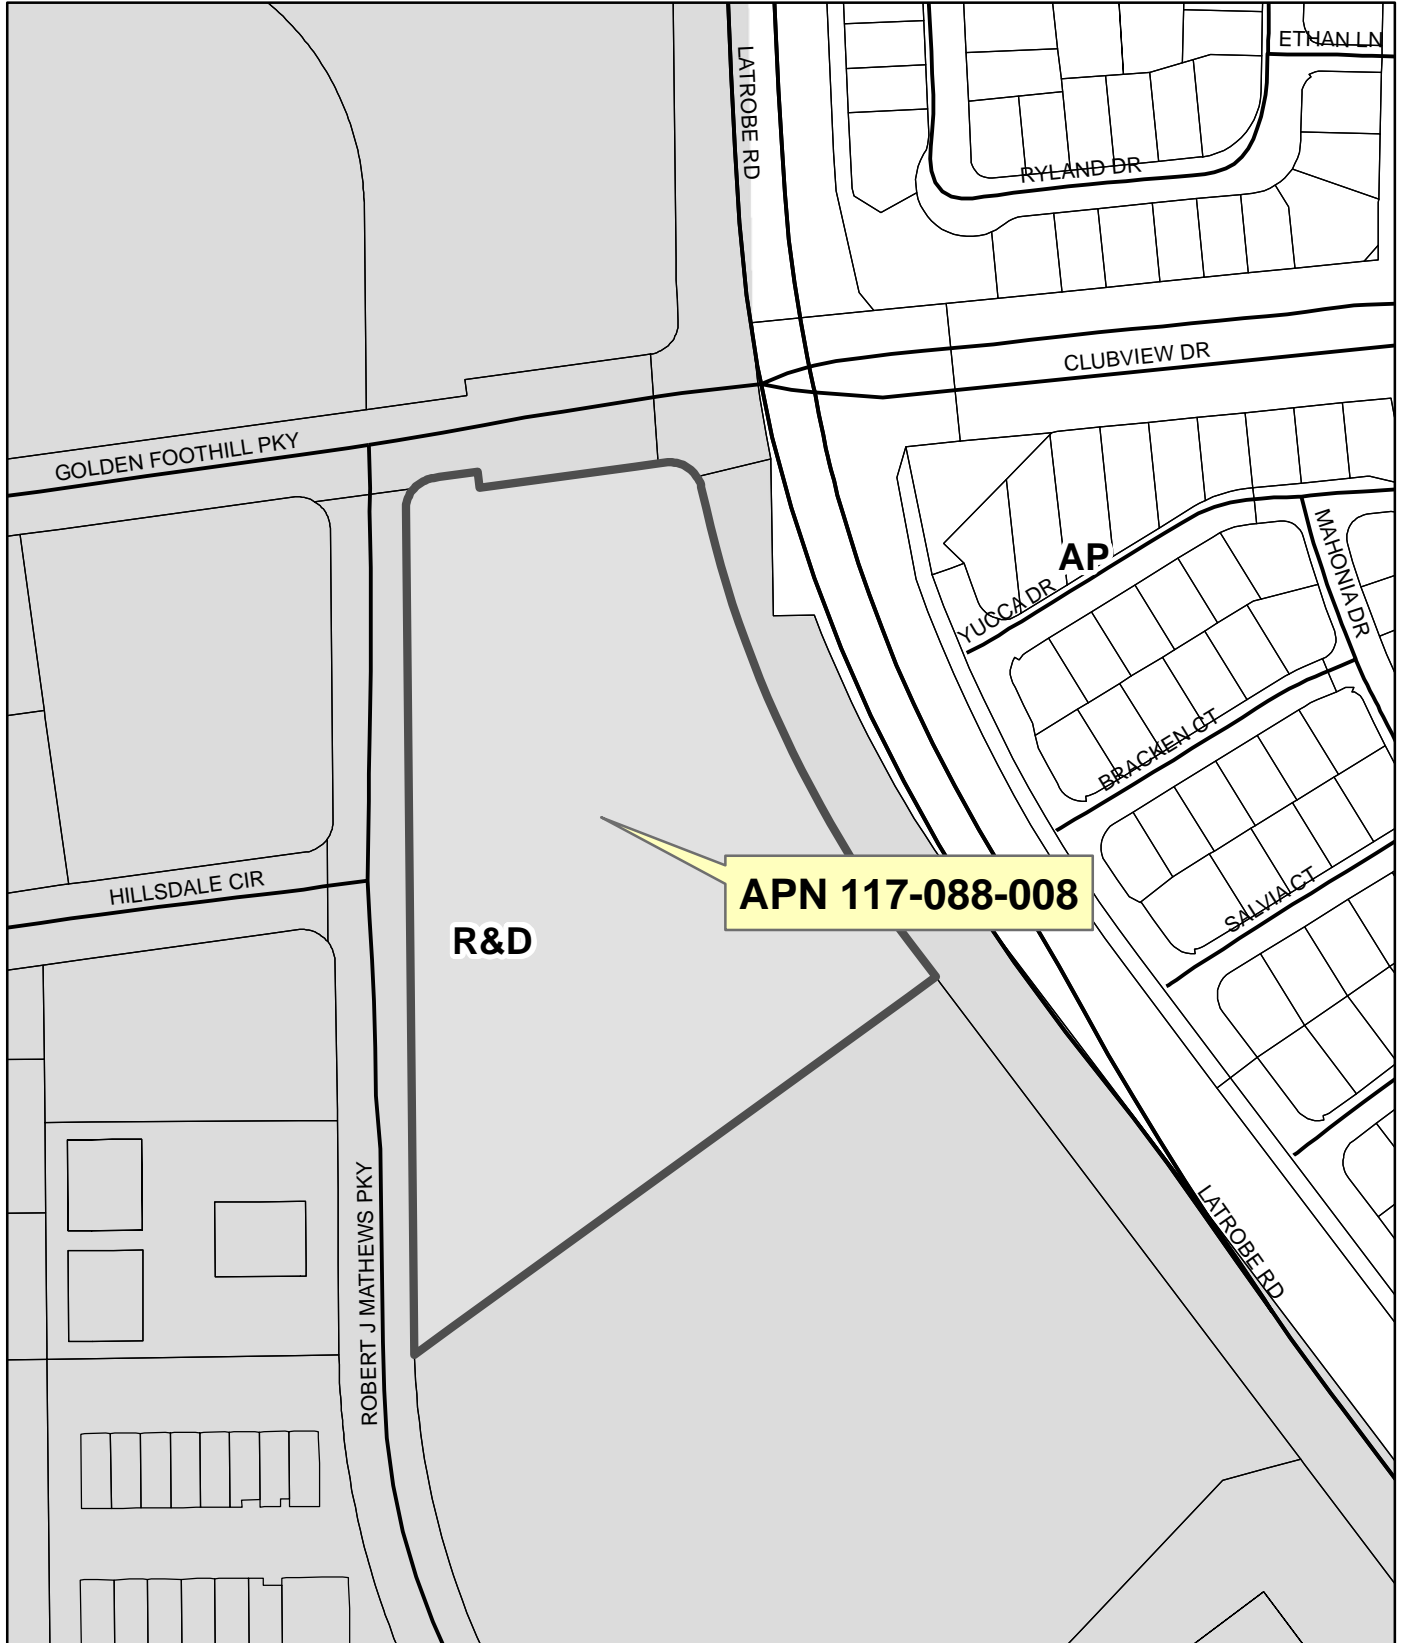 ETHAN LN
LATROBE RD
RYLAND DR
CLUBVIEW DR
GOLDEN FOOTHILL PKY
AP
MAHONIA DR
YUCCA DR
BRACKEN CT
HILLSDALE CIR
APN 117-088-008
SALVIA CT
R&D
ROBERT J MATHEWS PKY
LATROBE RD